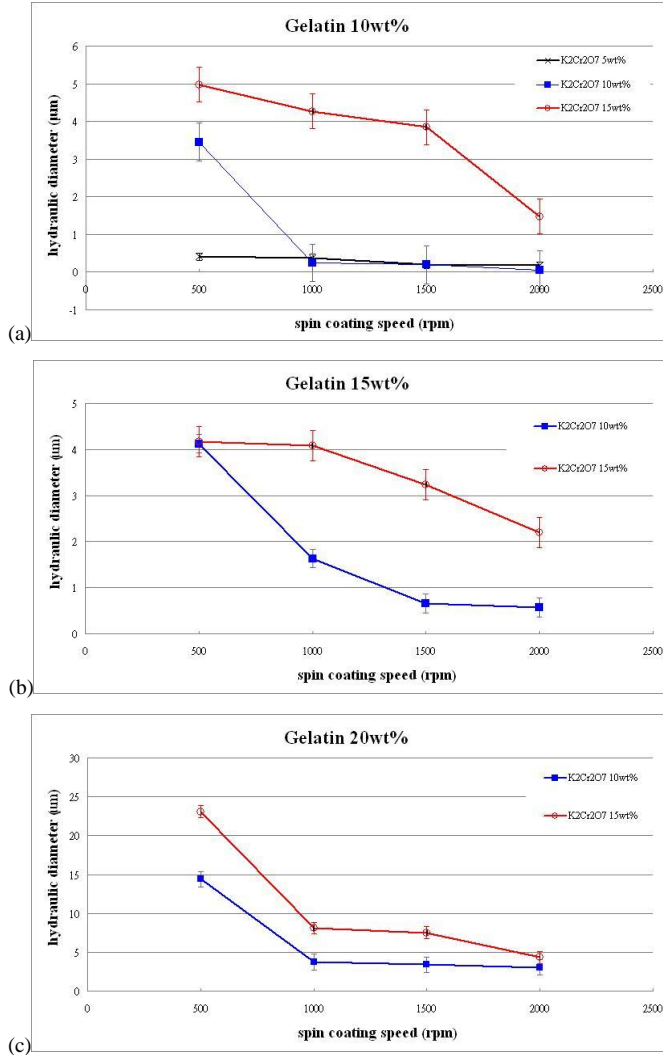 Gelatin 10wt%
hydraulic diameter (μm)
6
5
4
3
2
1
0
-1
K2Cr2O7 5wt%
K2Cr2O7 10wt%
K2Cr2O7 15wt%
0 500 1000 1500 2000 2500
spin coating speed (rpm)
(a)
Gelatin 15wt%
hydraulic diameter (μm)
5
4
3
2
1
0
K2Cr2O7 10wt%
K2Cr2O7 15wt%
0 500 1000 1500 2000 2500
spin coating speed (rpm)
(b)
Gelatin 20wt%
hydraulic diameter (μm)
30
25
20
15
10
5
0
K2Cr2O7 10wt%
K2Cr2O7 15wt%
0 500 1000 1500 2000 2500
spin coating speed (rpm)
(c)